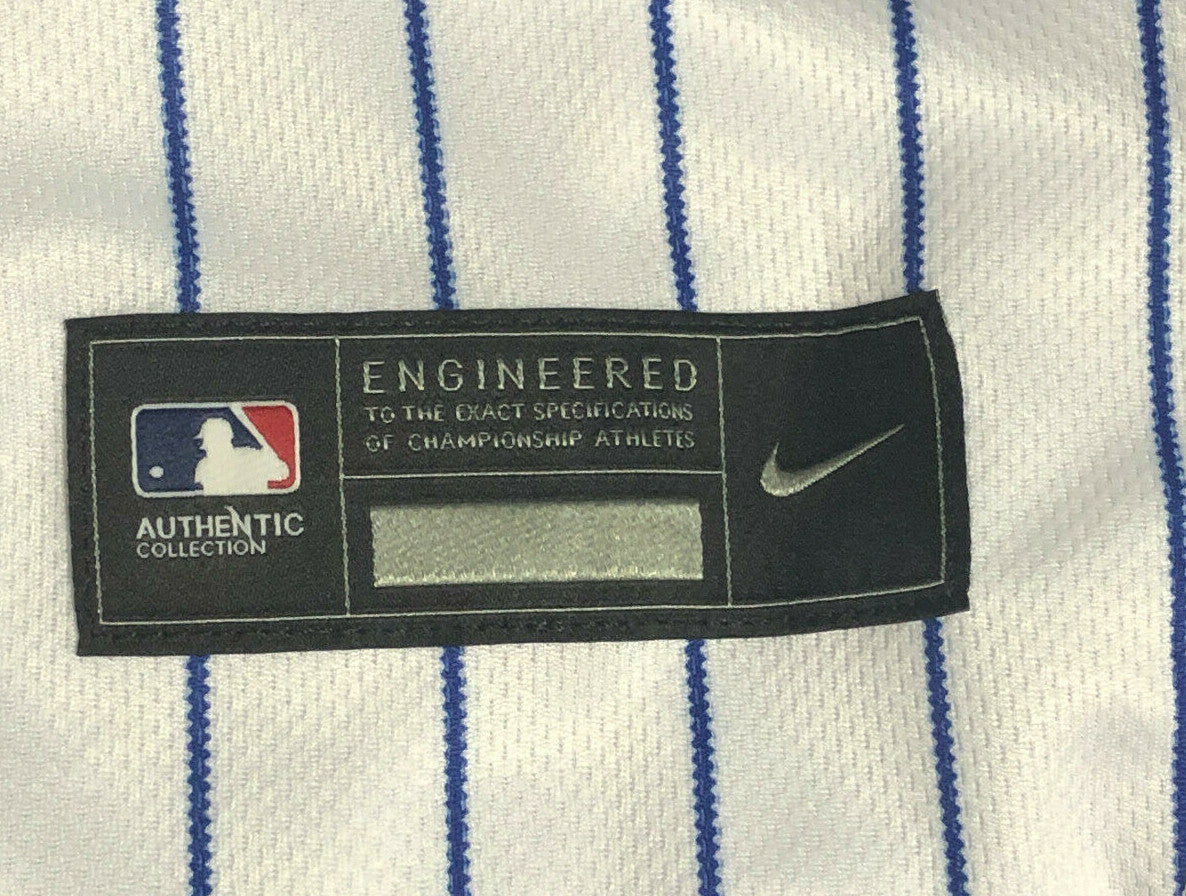 AUTHENTIC
COLLECTION
ENGINEERED
TO THE EXACT SPECIFICATIONS
OF CHAMPIONSHIP ATHLETES